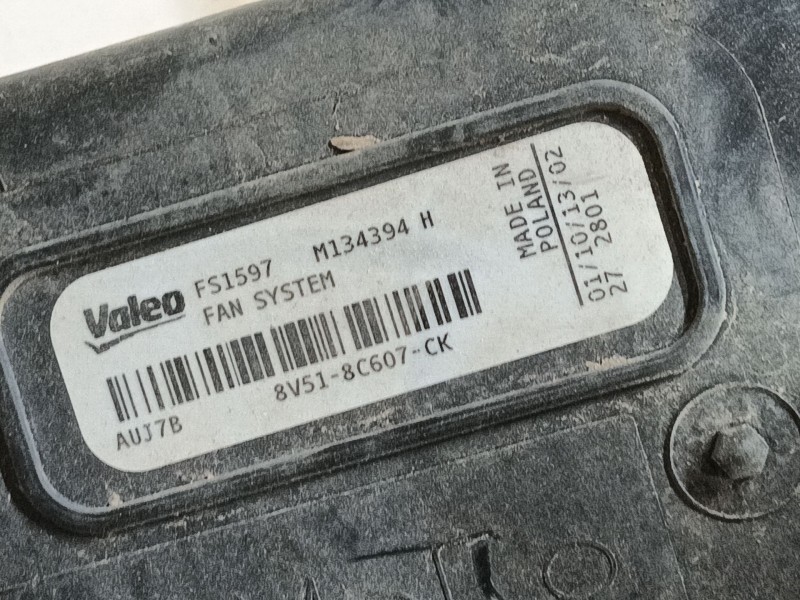 Valeo FS1597 M134394 H
FAN SYSTEM
AUJ7B 8V51-8C607-CK
MADE IN
POLAND
01/10/13/02
27 2801